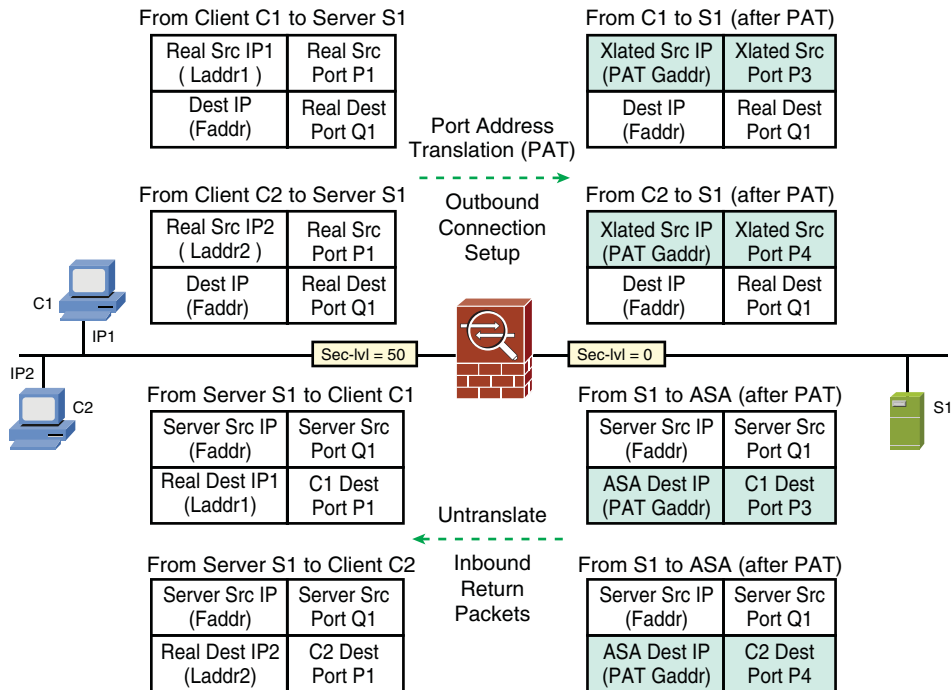 From Client C1 to Server S1
Real Src IP1
( Laddr1 )
Real Src
Port P1
Dest IP
(Faddr)
Real Dest
Port Q1
Port Address
Translation (PAT)
From C1 to S1 (after PAT)
Xlated Src IP
(PAT Gaddr)
Xlated Src
Port P3
Dest IP
(Faddr)
Real Dest
Port Q1
From Client C2 to Server S1
Real Src IP2
( Laddr2 )
Real Src
Port P1
Dest IP
(Faddr)
Real Dest
Port Q1
Outbound
Connection
Setup
From C2 to S1 (after PAT)
Xlated Src IP
(PAT Gaddr)
Xlated Src
Port P4
Dest IP
(Faddr)
Real Dest
Port Q1
C1
IP1
Sec-lvl = 50
Sec-lvl = 0
IP2
C2
S1
From Server S1 to Client C1
Server Src IP
(Faddr)
Server Src
Port Q1
Real Dest IP1
(Laddr1)
C1 Dest
Port P1
Untranslate
From S1 to ASA (after PAT)
Server Src IP
(Faddr)
Server Src
Port Q1
ASA Dest IP
(PAT Gaddr)
C1 Dest
Port P3
From Server S1 to Client C2
Server Src IP
(Faddr)
Server Src
Port Q1
Real Dest IP2
(Laddr2)
C2 Dest
Port P1
Inbound
Return
Packets
From S1 to ASA (after PAT)
Server Src IP
(Faddr)
Server Src
Port Q1
ASA Dest IP
(PAT Gaddr)
C2 Dest
Port P4